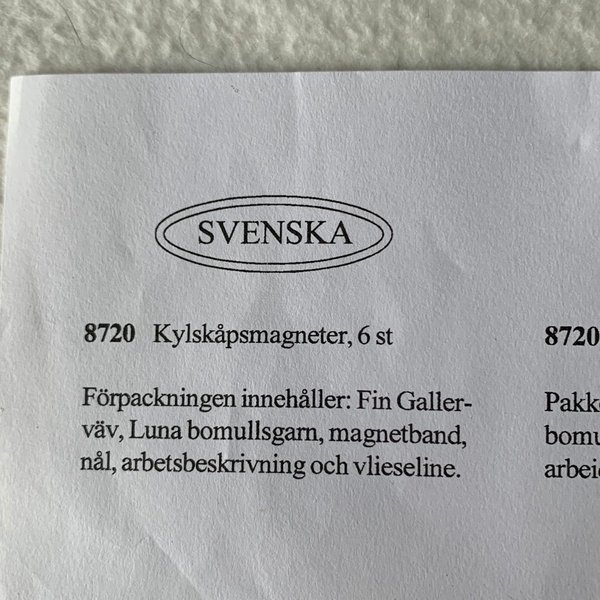 SVENSKA
8720 Kylskåpsmagneter, 6 st
Förpackningen innehåller: Fin Galler-
väv, Luna bomullsgarn, magnetband,
nål, arbetsbeskrivning och vlieseline.
8720